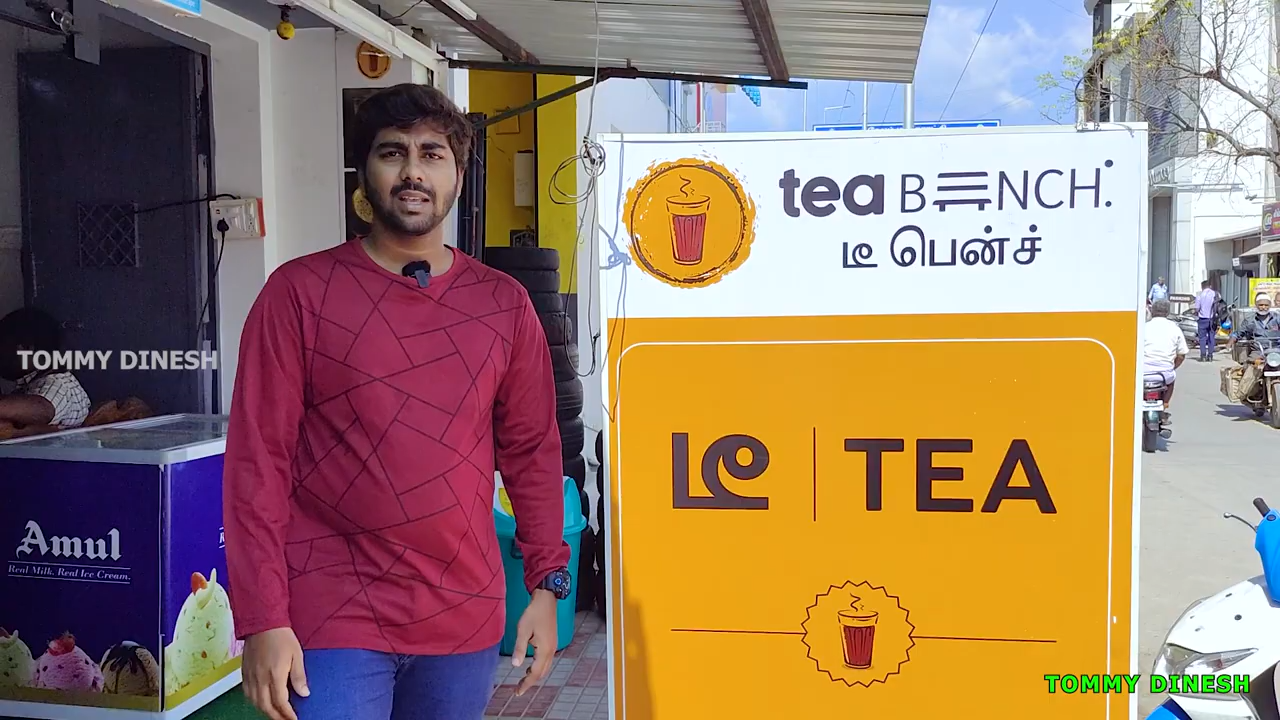 tea BENCH.
டீ பென்ச்
டீ | TEA
TOMMY DINESH
Amul
Real Milk. Real Ice Cream.
TOMMY DINESH